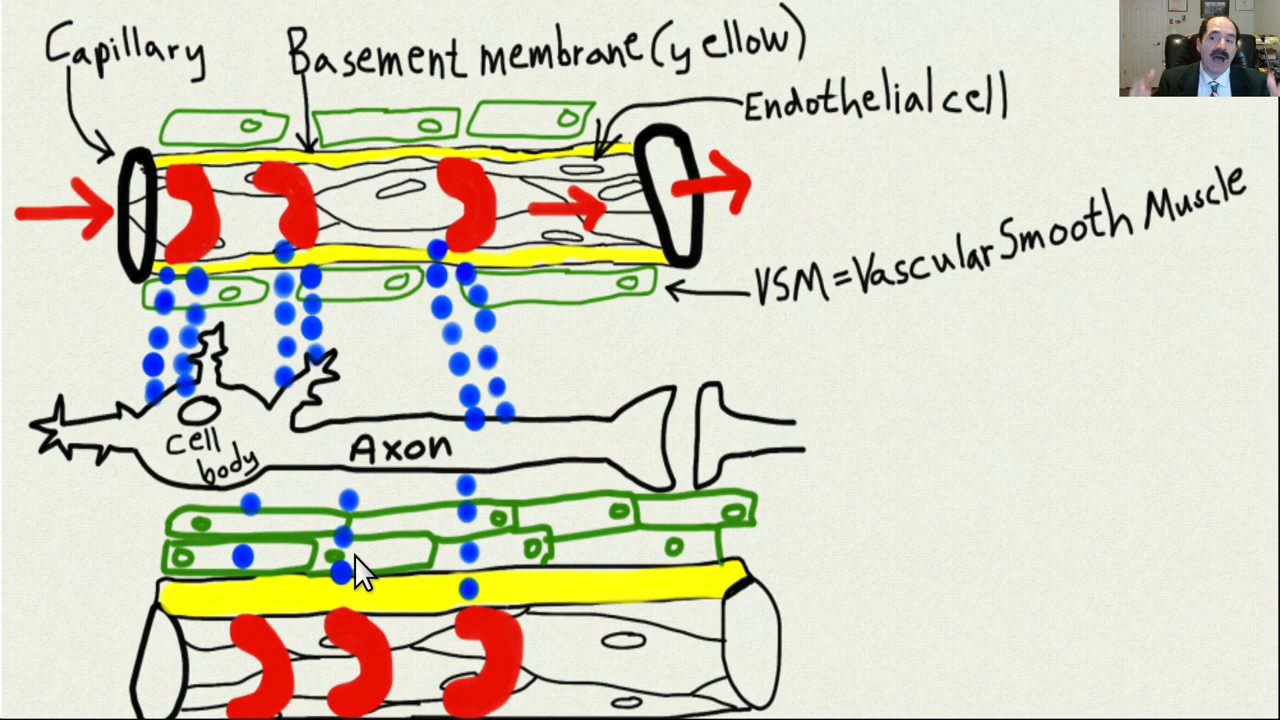 Capillary
Basement membrane (yellow)
Endothelial cell
VSM = Vascular Smooth Muscle
Cell
body
Axon